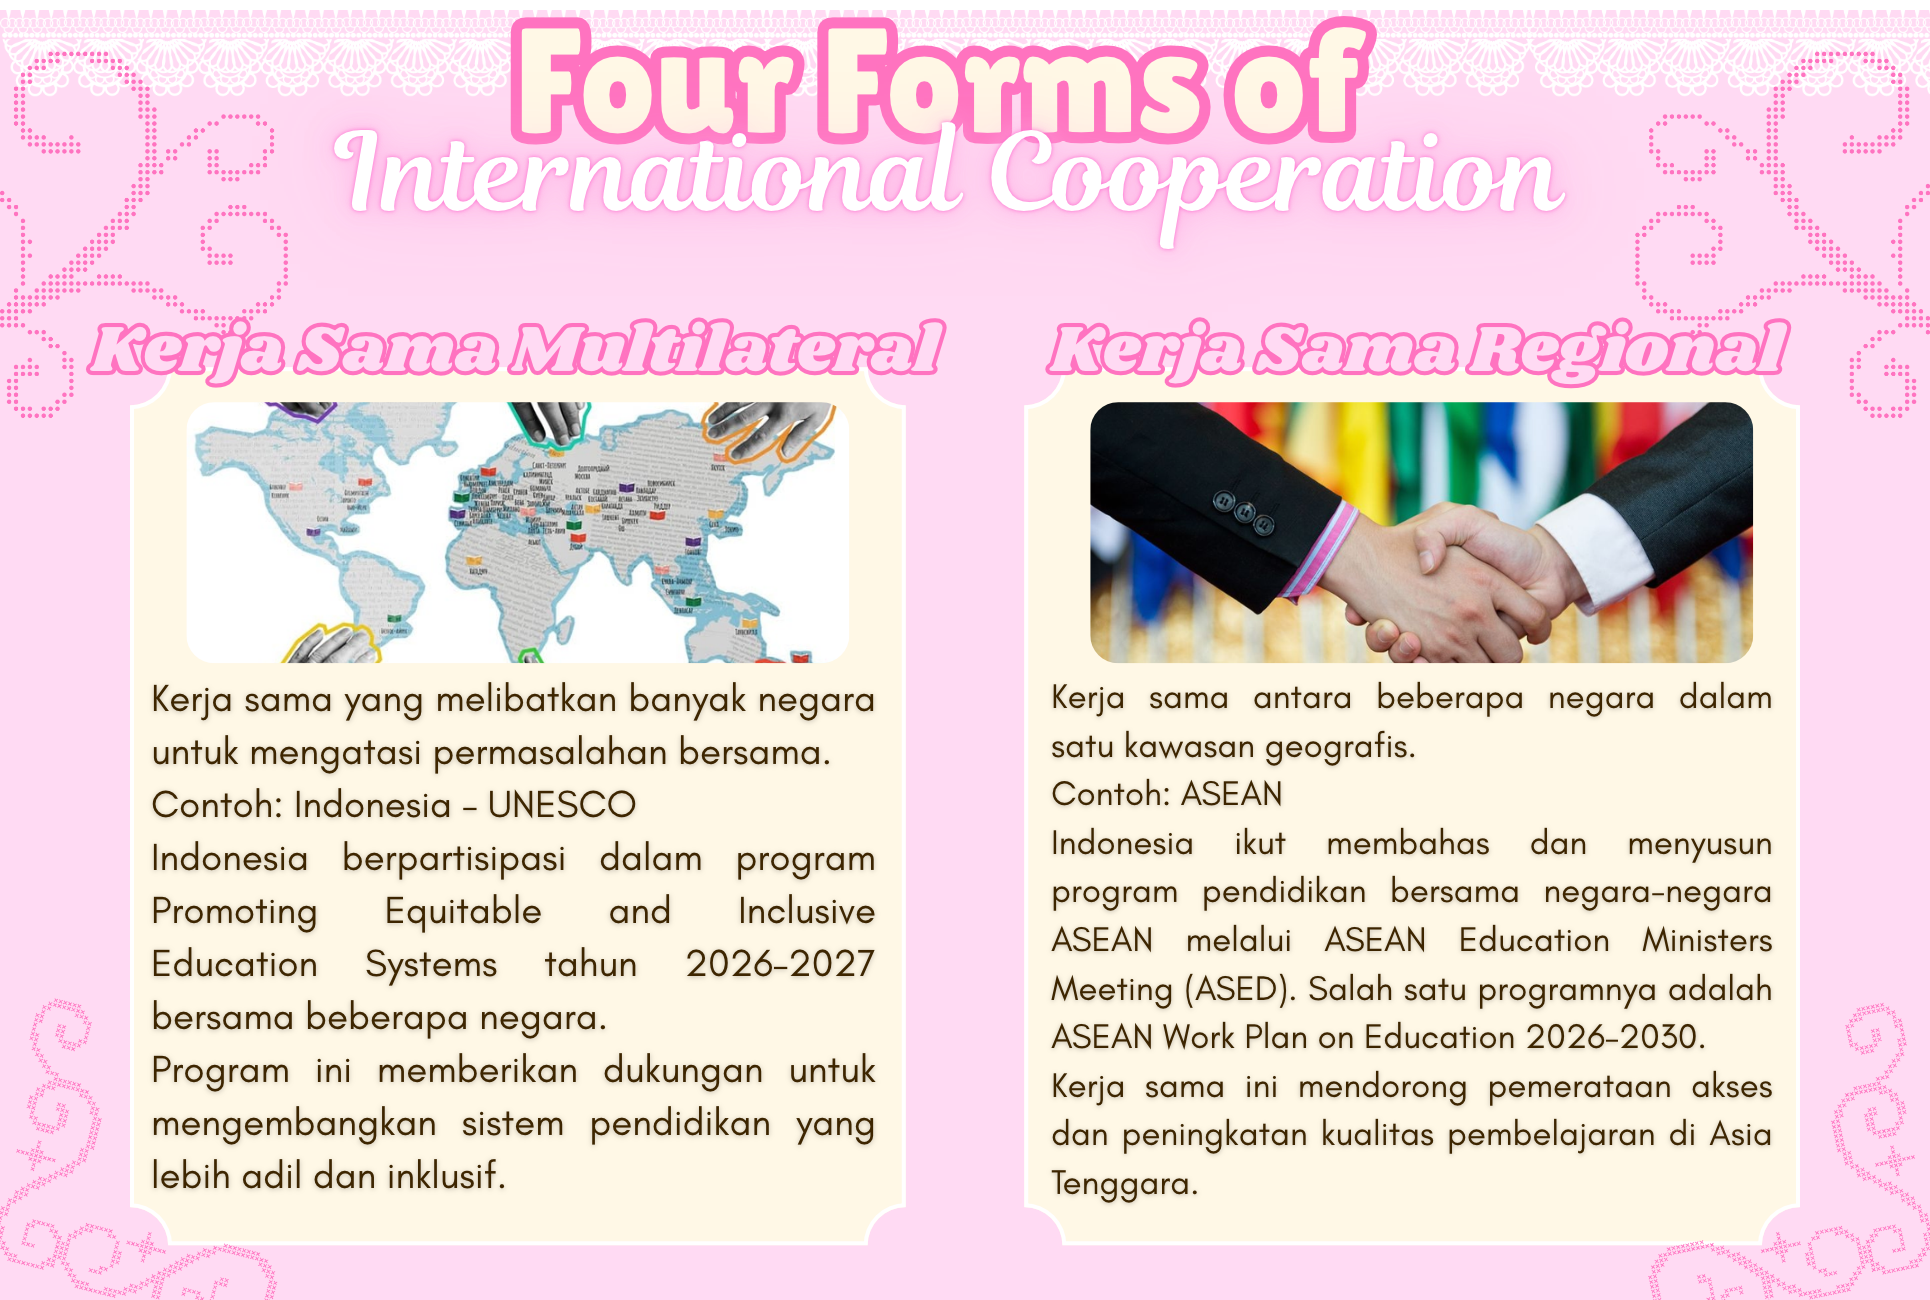 Four Forms of
International Cooperation
Kerja Sama Multilateral
Kerja sama yang melibatkan banyak negara
untuk mengatasi permasalahan bersama.
Contoh: Indonesia - UNESCO
Indonesia berpartisipasi dalam program
Promoting Equitable and Inclusive
Education Systems tahun 2026-2027
bersama beberapa negara.
Program ini memberikan dukungan untuk
mengembangkan sistem pendidikan yang
lebih adil dan inklusif.
Kerja Sama Regional
Kerja sama antara beberapa negara dalam
satu kawasan geografis.
Contoh: ASEAN
Indonesia ikut membahas dan menyusun
program pendidikan bersama negara-negara
ASEAN melalui ASEAN Education Ministers
Meeting (ASED). Salah satu programnya adalah
ASEAN Work Plan on Education 2026-2030.
Kerja sama ini mendorong pemerataan akses
dan peningkatan kualitas pembelajaran di Asia
Tenggara.